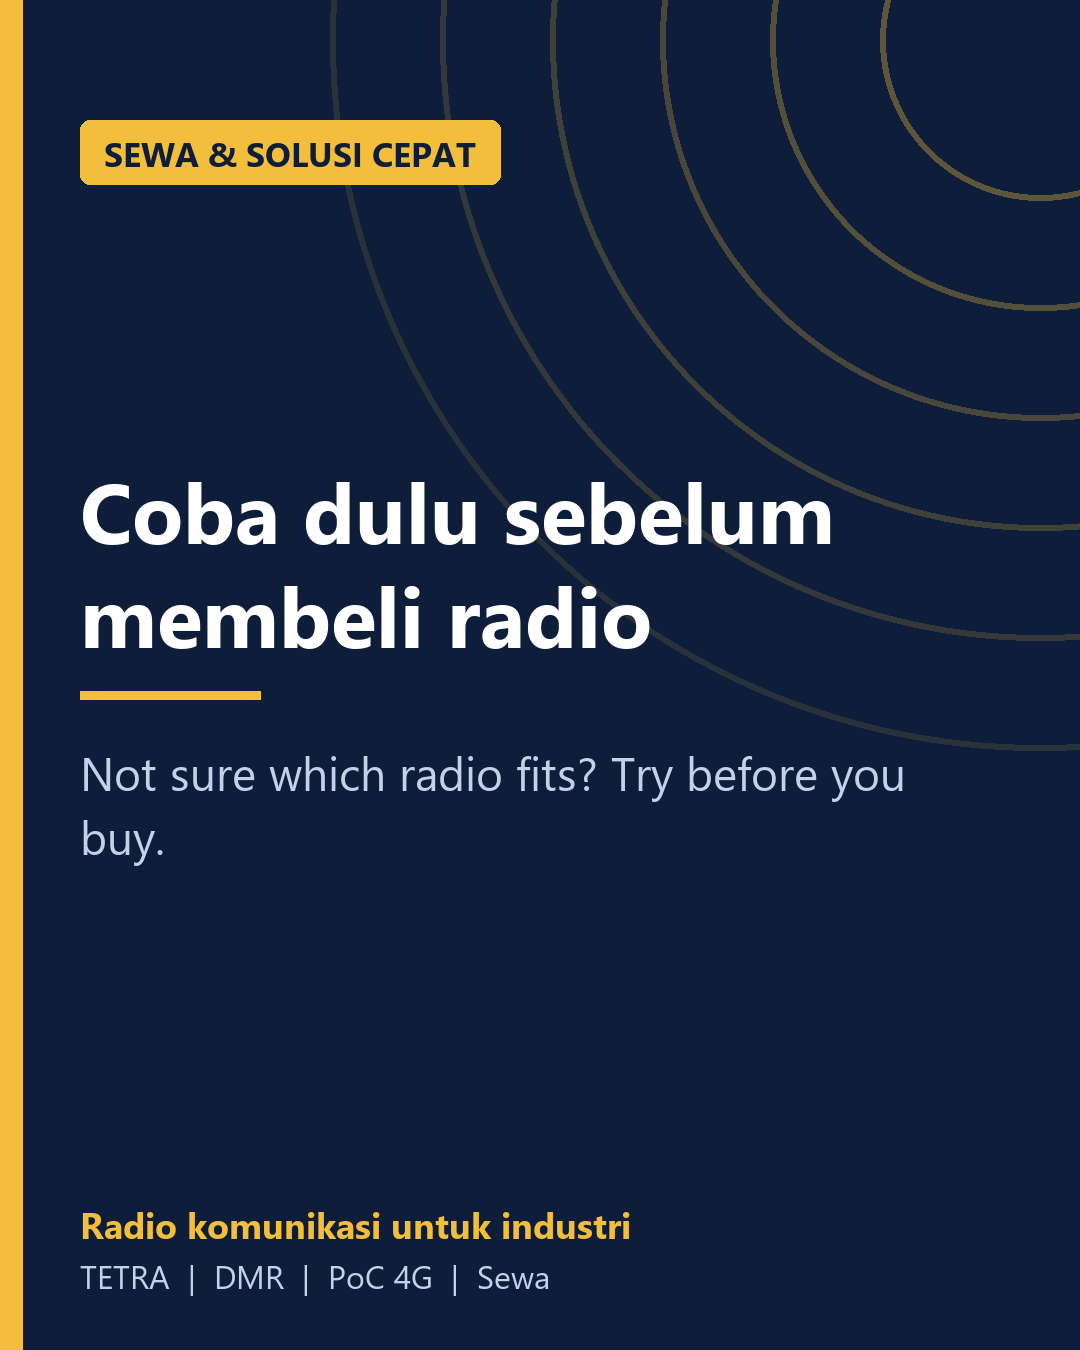 SEWA & SOLUSI CEPAT
Coba dulu sebelum
membeli radio
Not sure which radio fits? Try before you
buy.
Radio komunikasi untuk industri
TETRA | DMR | PoC 4G | Sewa